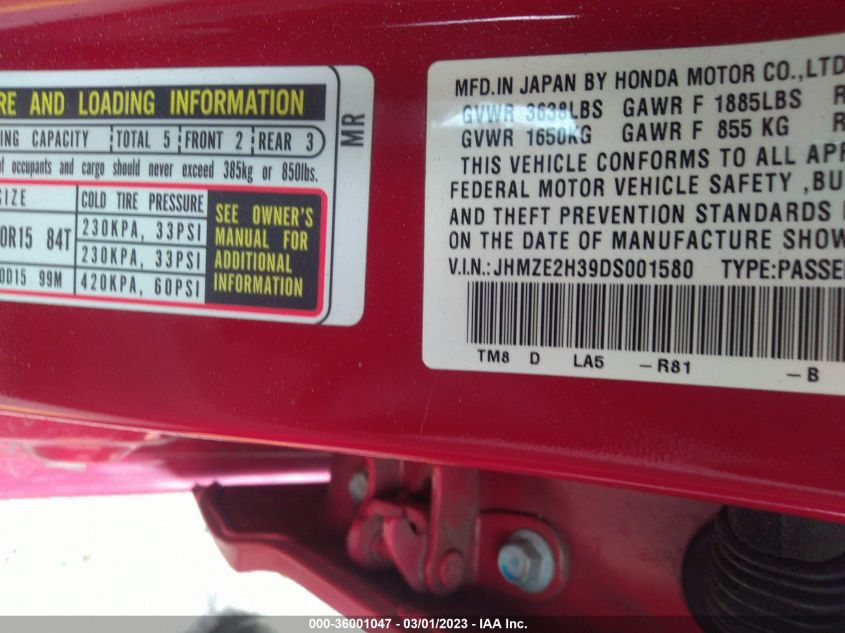 RE AND LOADING INFORMATION
ING CAPACITY TOTAL 5 FRONT 2 REAR 3
of occupants and cargo should never exceed 385kg or 850lbs.
SIZE COLD TIRE PRESSURE
0R15 84T 230KPA, 33PSI
230KPA, 33PSI
0D15 99M 420KPA, 60PSI
SEE OWNER'S
MANUAL FOR
ADDITIONAL
INFORMATION
MR
MFD.IN JAPAN BY HONDA MOTOR CO.,LTD
GVWR 3638LBS GAWR F 1885LBS R
GVWR 1650KG GAWR F 855 KG R
THIS VEHICLE CONFORMS TO ALL APP
FEDERAL MOTOR VEHICLE SAFETY ,BU
AND THEFT PREVENTION STANDARDS
ON THE DATE OF MANUFACTURE SHOW
V.I.N.:JHMZE2H39DS001580 TYPE:PASSE
TM8 D LA5 -R81 -B
000-36001047 - 03/01/2023 - IAA Inc.